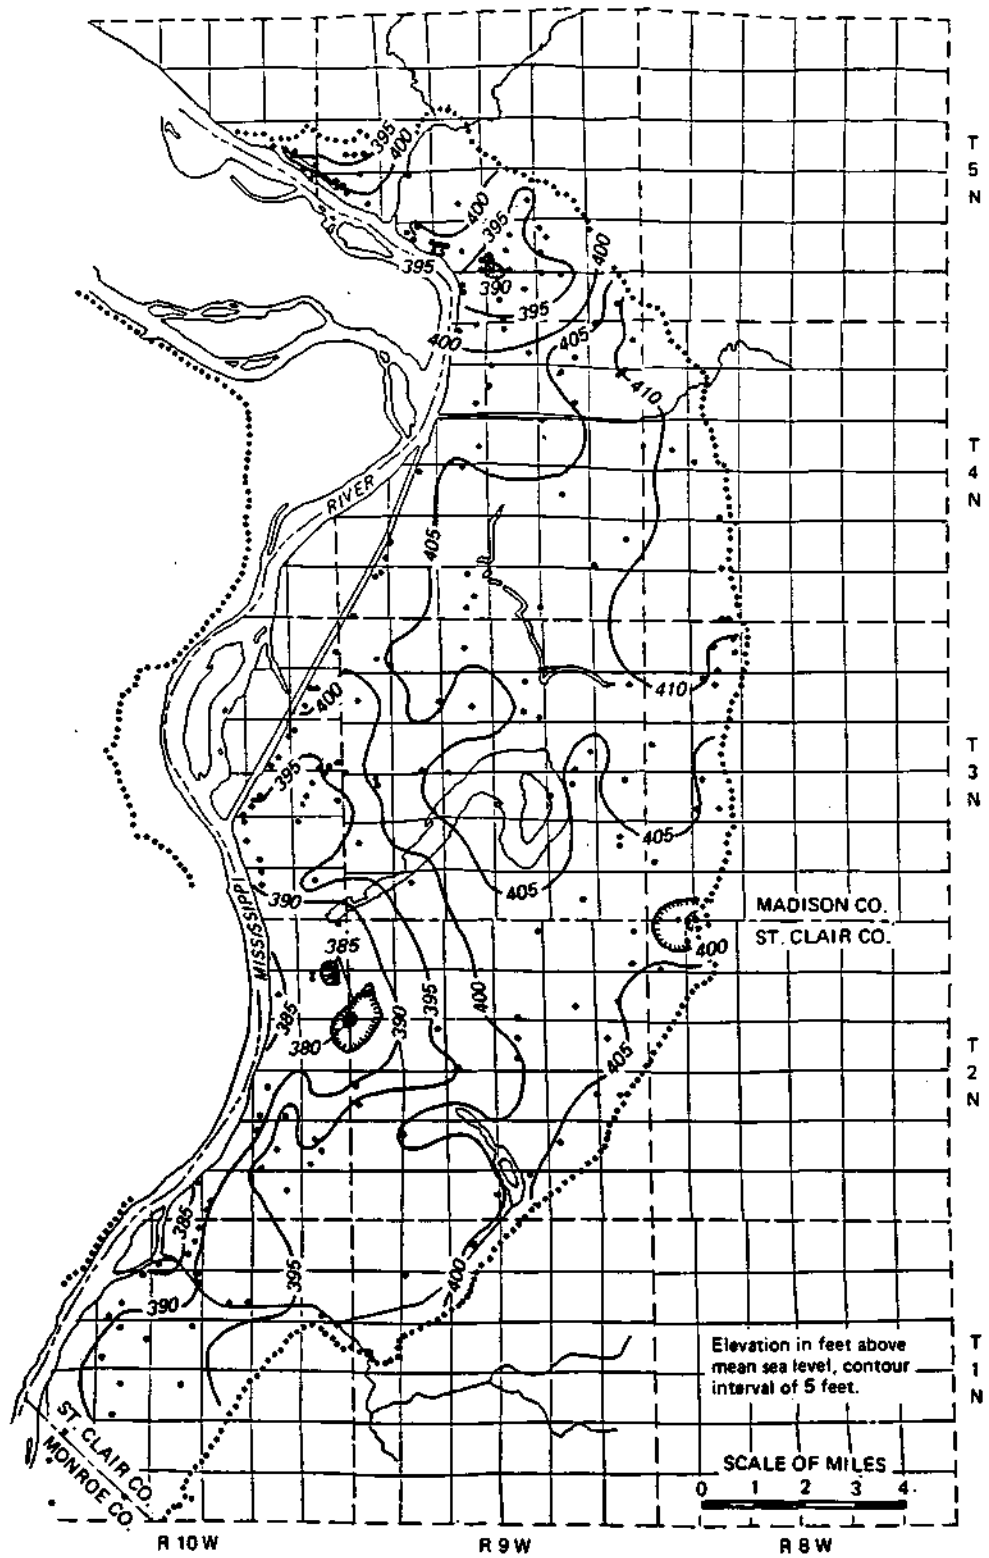 395
400
T
5
N
400
395
400
395
390
395
400
405
410
T
4
N
RIVER
405
410
400
T
3
N
395
405
405
390
MADISON CO.
ST. CLAIR CO.
385
400
MISSISSIPPI
385
390
395
400
380
405
T
2
N
385
395
400
390
Elevation in feet above
mean sea level, contour
interval of 5 feet.
T
1
N
ST. CLAIR CO.
MONROE CO.
SCALE OF MILES
0 1 2 3 4
R 10 W R 9 W R 8 W